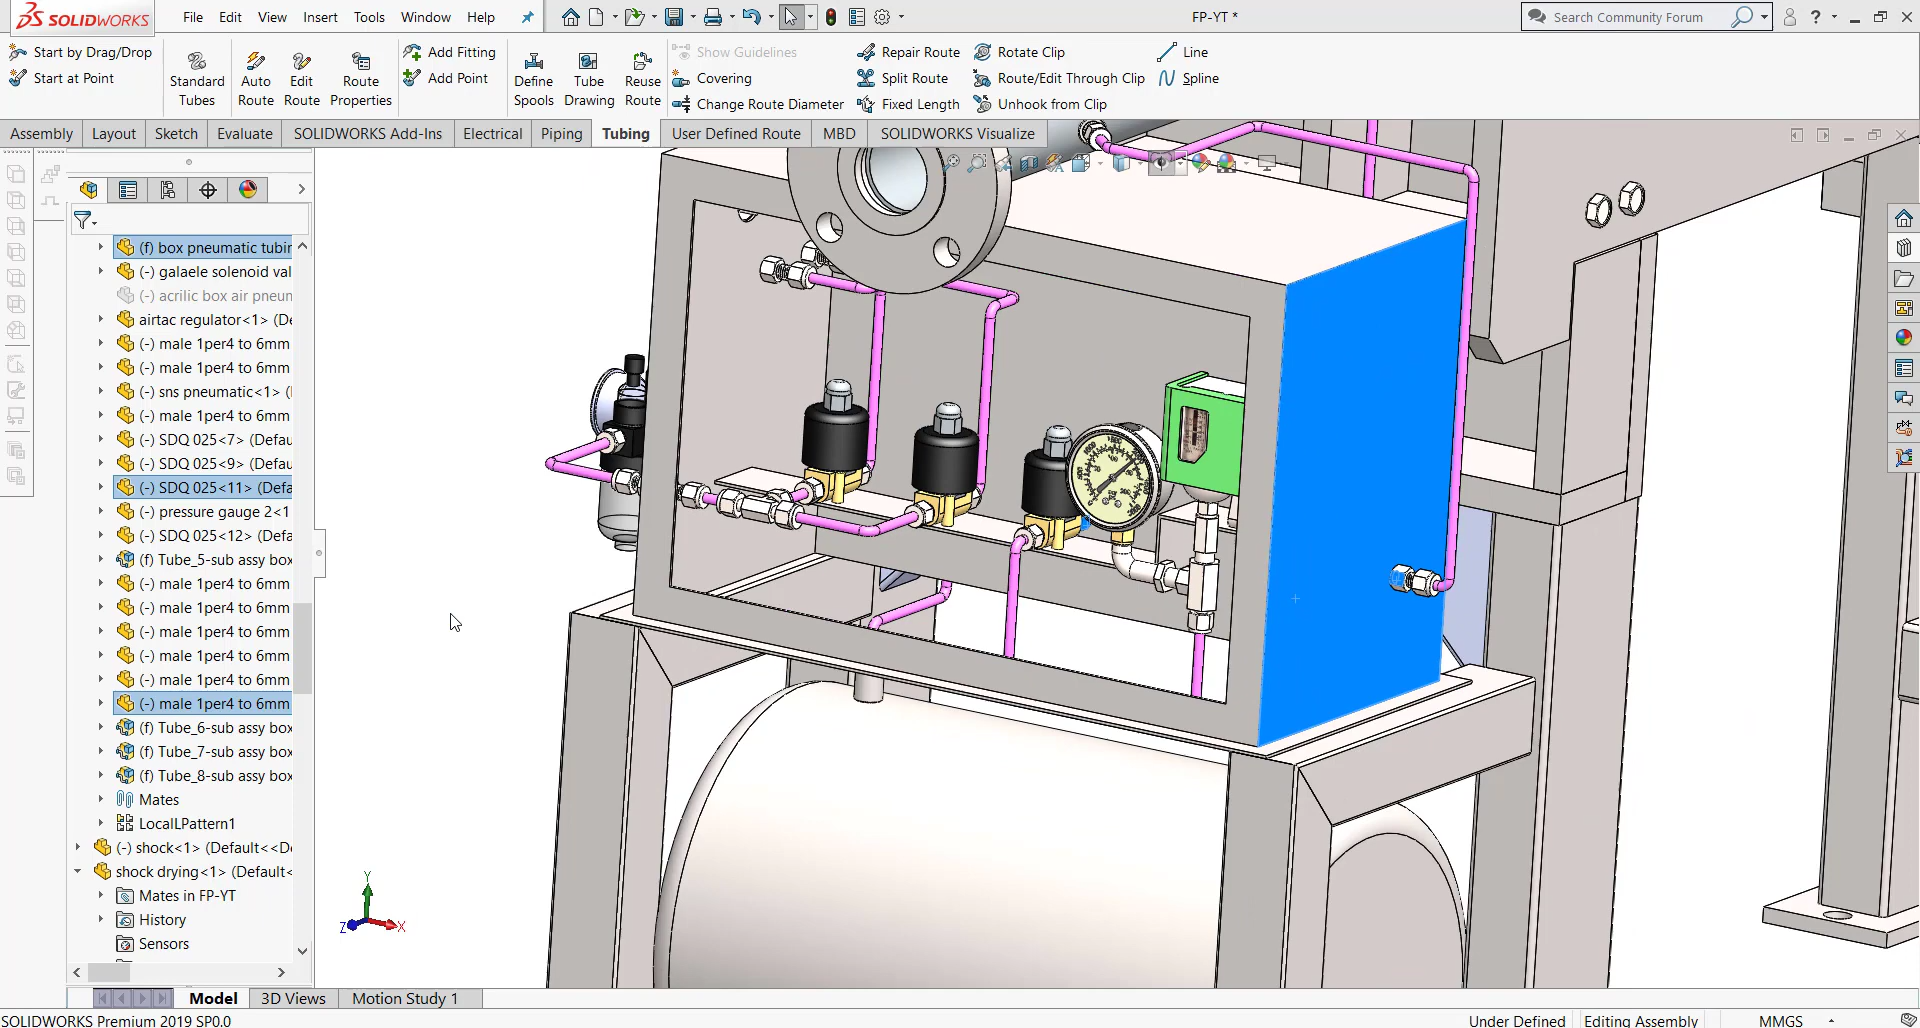 SOLIDWORKS File Edit View Insert Tools Window Help FP-YT * Search Community Forum ?
Start by Drag/Drop
Start at Point
Standard Tubes
Auto Route
Edit Route
Route Properties
Add Fitting
Add Point
Define Spools
Tube Drawing
Reuse Route
Show Guidelines
Covering
Change Route Diameter
Repair Route
Split Route
Fixed Length
Rotate Clip
Route/Edit Through Clip
Unhook from Clip
Line
Spline
Assembly Layout Sketch Evaluate SOLIDWORKS Add-Ins Electrical Piping Tubing User Defined Route MBD SOLIDWORKS Visualize
(f) box pneumatic tubin
(-) galaele solenoid val
(-) acrilic box air pneun
airtac regulator<1> (De
(-) male 1per4 to 6mm
(-) male 1per4 to 6mm
(-) sns pneumatic<1> (
(-) male 1per4 to 6mm
(-) SDQ 025<7> (Defau
(-) SDQ 025<9> (Defau
(-) SDQ 025<11> (Defa
(-) pressure gauge 2<1
(-) SDQ 025<12> (Defa
(f) Tube_5-sub assy box
(-) male 1per4 to 6mm
(-) male 1per4 to 6mm
(-) male 1per4 to 6mm
(-) male 1per4 to 6mm
(-) male 1per4 to 6mm
(-) male 1per4 to 6mm
(f) Tube_6-sub assy box
(f) Tube_7-sub assy box
(f) Tube_8-sub assy box
Mates
LocalLPattern1
(-) shock<1> (Default<<De
shock drying<1> (Default<
Mates in FP-YT
History
Sensors
Y
Z X
Model 3D Views Motion Study 1
SOLIDWORKS Premium 2019 SP0.0 Under Defined Editing Assembly MMGS